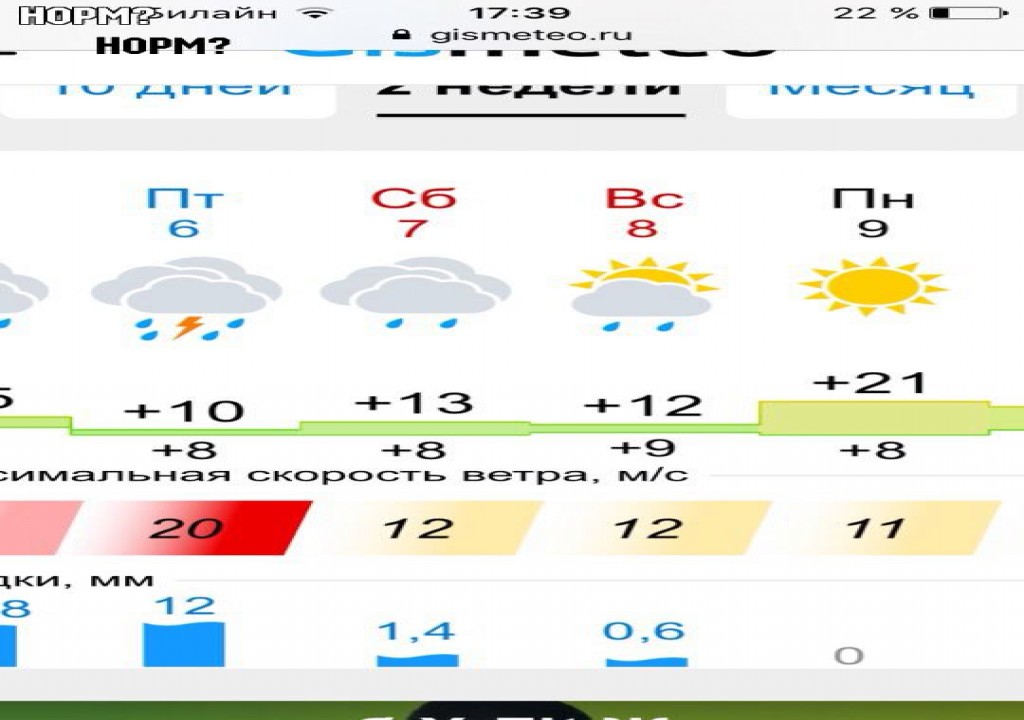 НОРМ? Билайн 17:39 22 %
НОРМ? gismeteo.ru
Gismeteo
10 дней 2 недели Месяц
Пт Сб Вс Пн
6 7 8 9
5 +10 +13 +12 +21
+8 +8 +9 +8
симальная скорость ветра, м/с
20 12 12 11
дки, мм
8 12 1,4 0,6 0